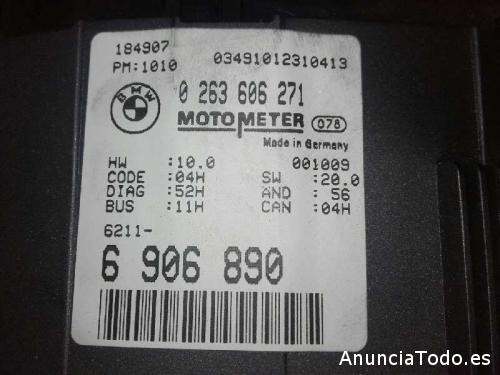 184907 03491012310413
PM:1010
BMW 0 263 606 271
MOTOMETER 078
Made in Germany
HW :10.0 001009
CODE :04H SW :20.0
DIAG :52H AND : 56
BUS :11H CAN :04H
6211-
6 906 890
AnunciaTodo.es